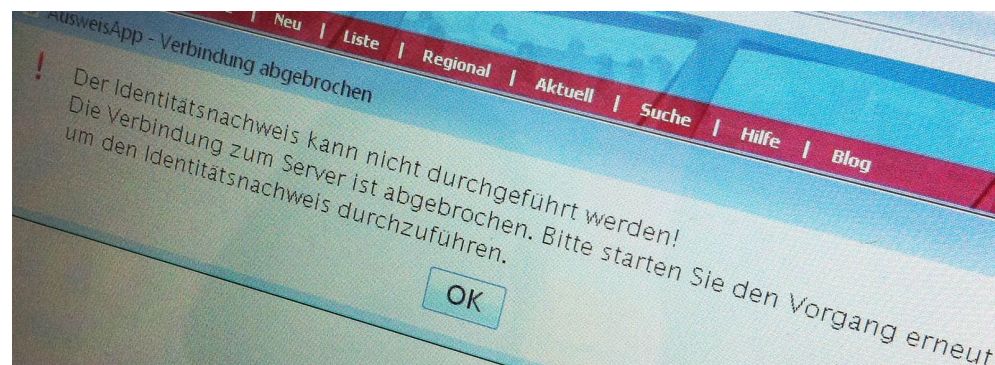 Neu | Liste | Regional | Aktuell | Suche | Hilfe | Blog
AusweisApp - Verbindung abgebrochen
! Der Identitätsnachweis kann nicht durchgeführt werden!
Die Verbindung zum Server ist abgebrochen. Bitte starten Sie den Vorgang erneut
um den Identitätsnachweis durchzuführen.
OK